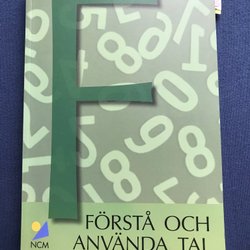 F
FÖRSTÅ OCH
ANVÄNDA TAL
NCM